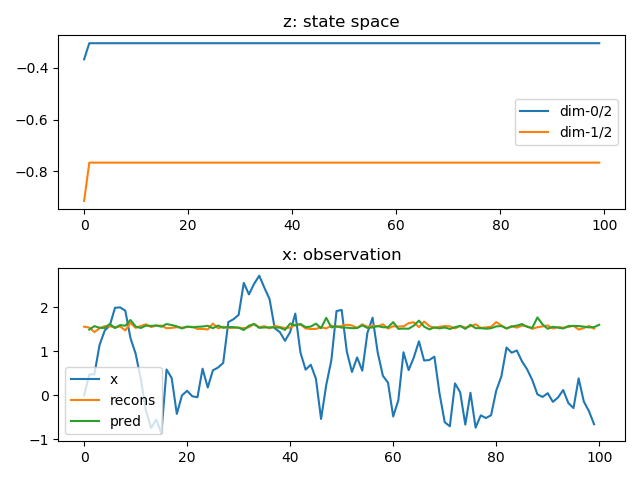 z: state space
−0.4
−0.6
−0.8
dim-0/2
dim-1/2
0
20
40
60
80
100
x: observation
2
1
0
−1
x
recons
pred
0
20
40
60
80
100